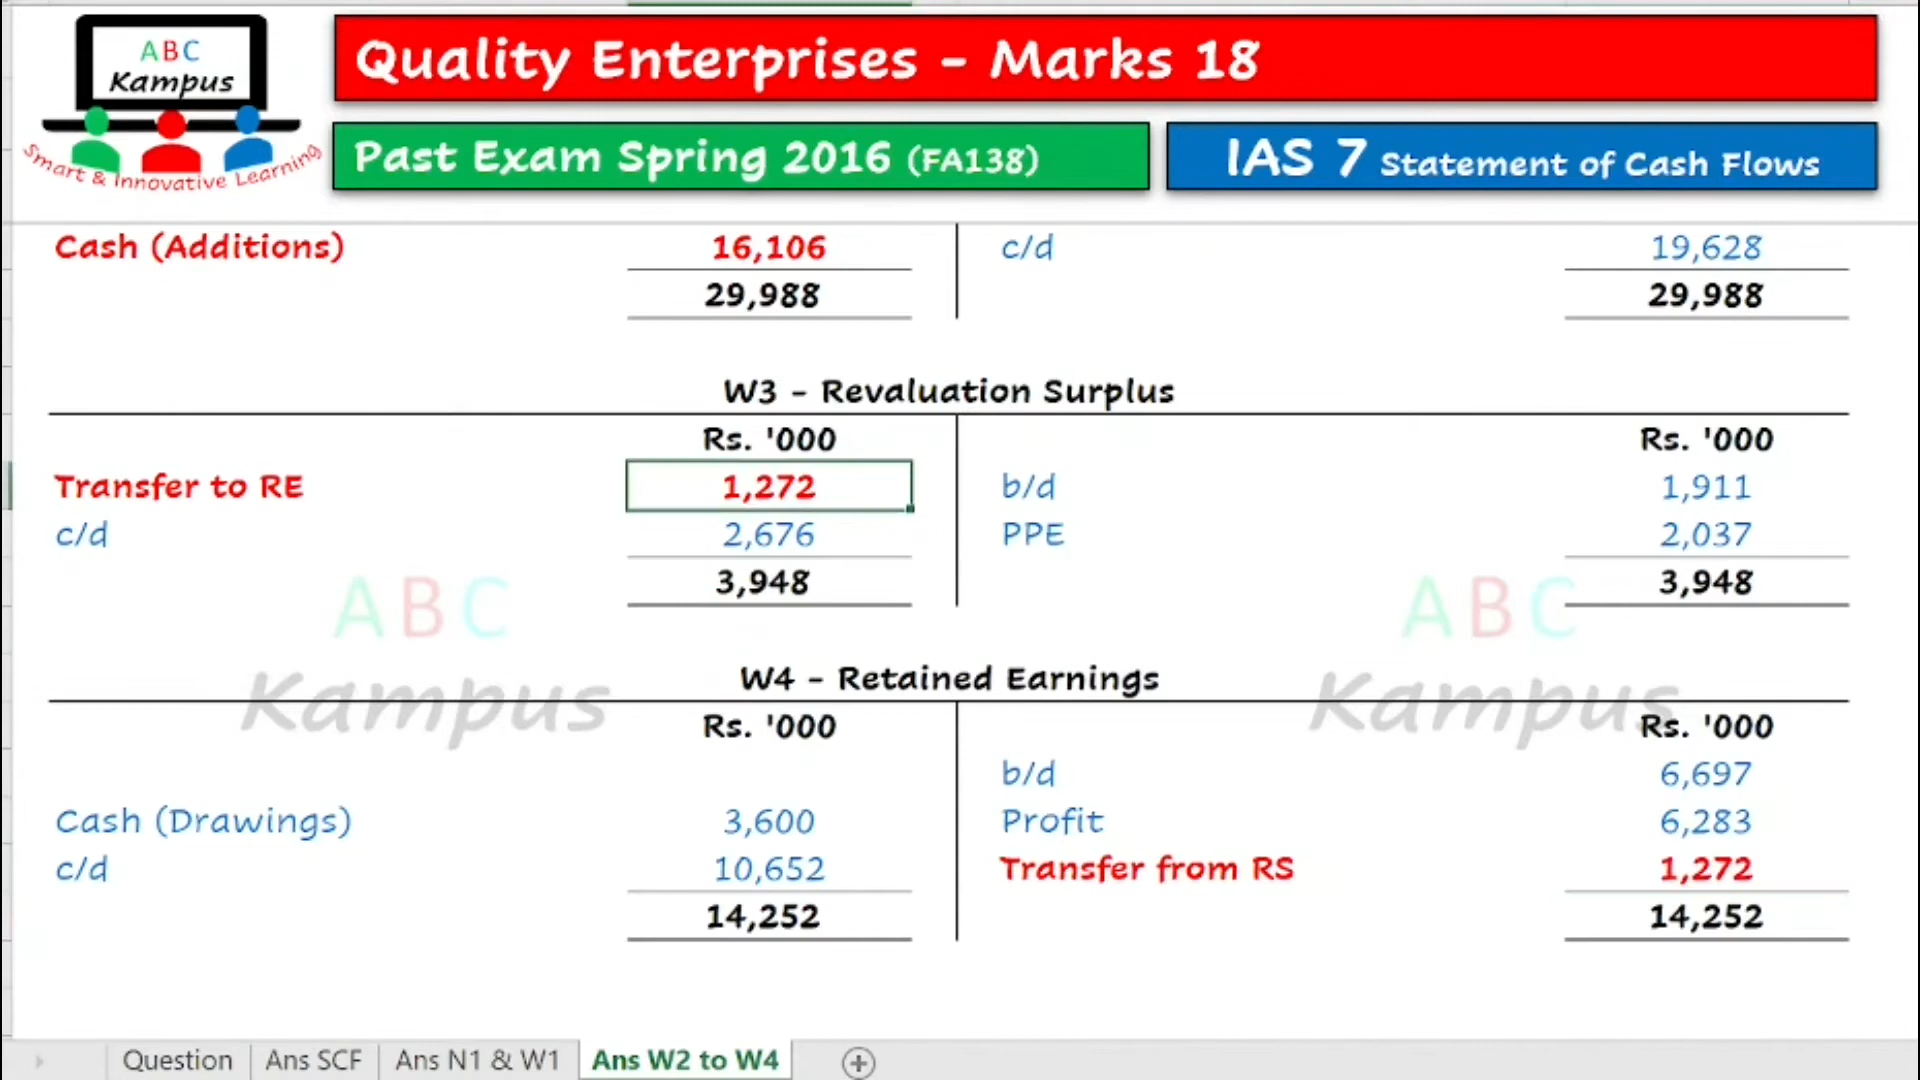 ABC
Kampus
Smart & Innovative Learning
Quality Enterprises - Marks 18
Past Exam Spring 2016 (FA138)
IAS 7 Statement of Cash Flows
Cash (Additions) 16,106 c/d 19,628
29,988 29,988
W3 - Revaluation Surplus
Rs. '000 Rs. '000
Transfer to RE 1,272 b/d 1,911
c/d 2,676 PPE 2,037
3,948 3,948
ABC ABC
Kampus Kampus
W4 - Retained Earnings
Rs. '000 Rs. '000
b/d 6,697
Cash (Drawings) 3,600 Profit 6,283
c/d 10,652 Transfer from RS 1,272
14,252 14,252
Question Ans SCF Ans N1 & W1 Ans W2 to W4